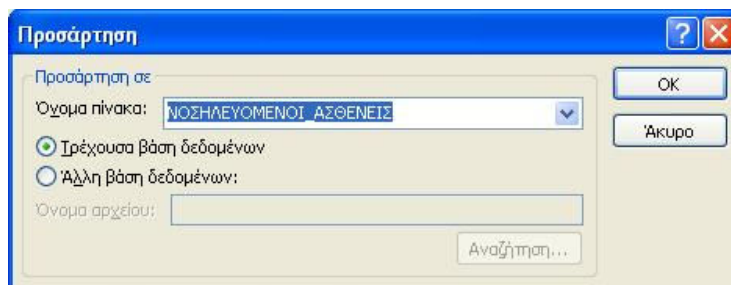 Προσάρτηση
Προσάρτηση σε
Όνομα πίνακα: ΝΟΣΗΛΕΥΟΜΕΝΟΙ_ΑΣΘΕΝΕΙΣ
Τρέχουσα βάση δεδομένων
Άλλη βάση δεδομένων:
Όνομα αρχείου:
Αναζήτηση...
OK
Άκυρο